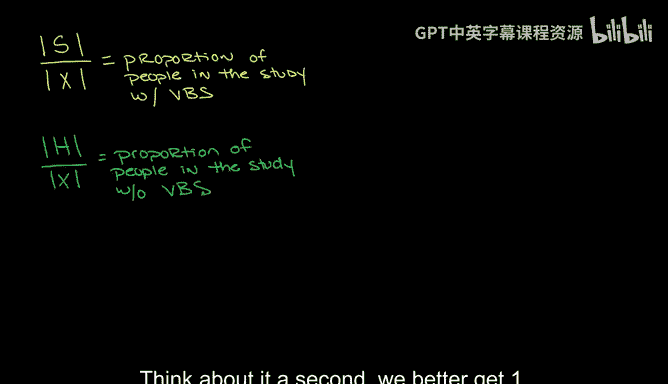 GPT中英字幕课程资源 bilibili
|S|
|X|
= proportion of
people in the study
w/ VBS
|H|
|X|
= proportion of
people in the study
w/o VBS
Think about it a second, we better get 1